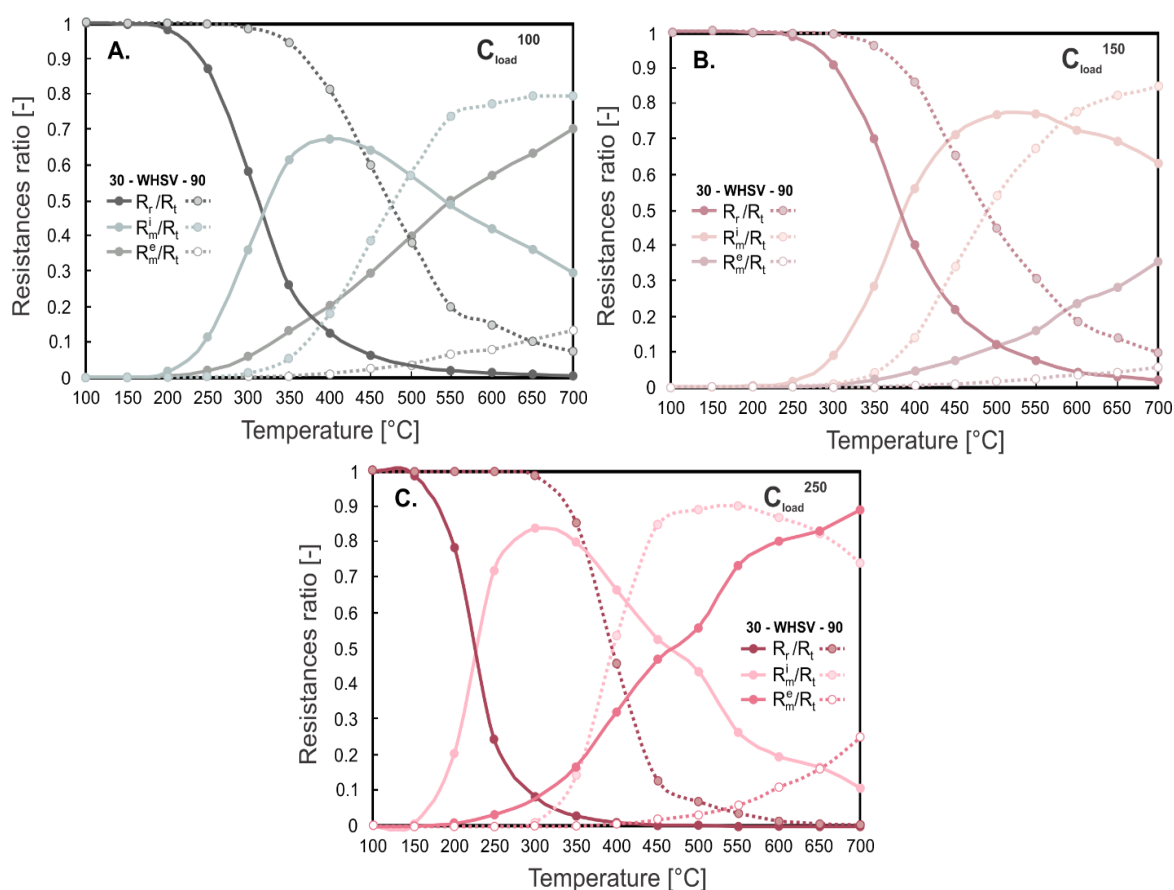 A.
C_load^100
Resistances ratio [-]
1
0.9
0.8
0.7
0.6
0.5
0.4
0.3
0.2
0.1
0
30 - WHSV - 90
R_r/R_t
R_m^i/R_t
R_m^e/R_t
100 150 200 250 300 350 400 450 500 550 600 650 700
Temperature [°C]
B.
C_load^150
Resistances ratio [-]
1
0.9
0.8
0.7
0.6
0.5
0.4
0.3
0.2
0.1
0
30 - WHSV - 90
R_r/R_t
R_m^i/R_t
R_m^e/R_t
100 150 200 250 300 350 400 450 500 550 600 650 700
Temperature [°C]
C.
C_load^250
Resistances ratio [-]
1
0.9
0.8
0.7
0.6
0.5
0.4
0.3
0.2
0.1
0
30 - WHSV - 90
R_r/R_t
R_m^i/R_t
R_m^e/R_t
100 150 200 250 300 350 400 450 500 550 600 650 700
Temperature [°C]